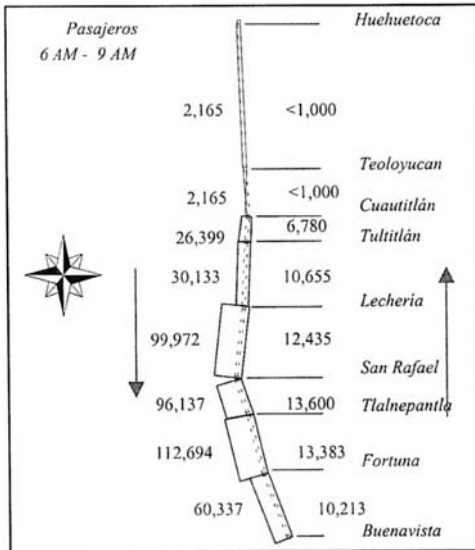 Pasajeros
6 AM - 9 AM
Huehuetoca
2,165 <1,000
Teoloyucan
2,165 <1,000
Cuautitlán
26,399 6,780
Tultitlán
30,133 10,655
Lechería
99,972 12,435
San Rafael
96,137 13,600
Tlalnepantla
112,694 13,383
Fortuna
60,337 10,213
Buenavista